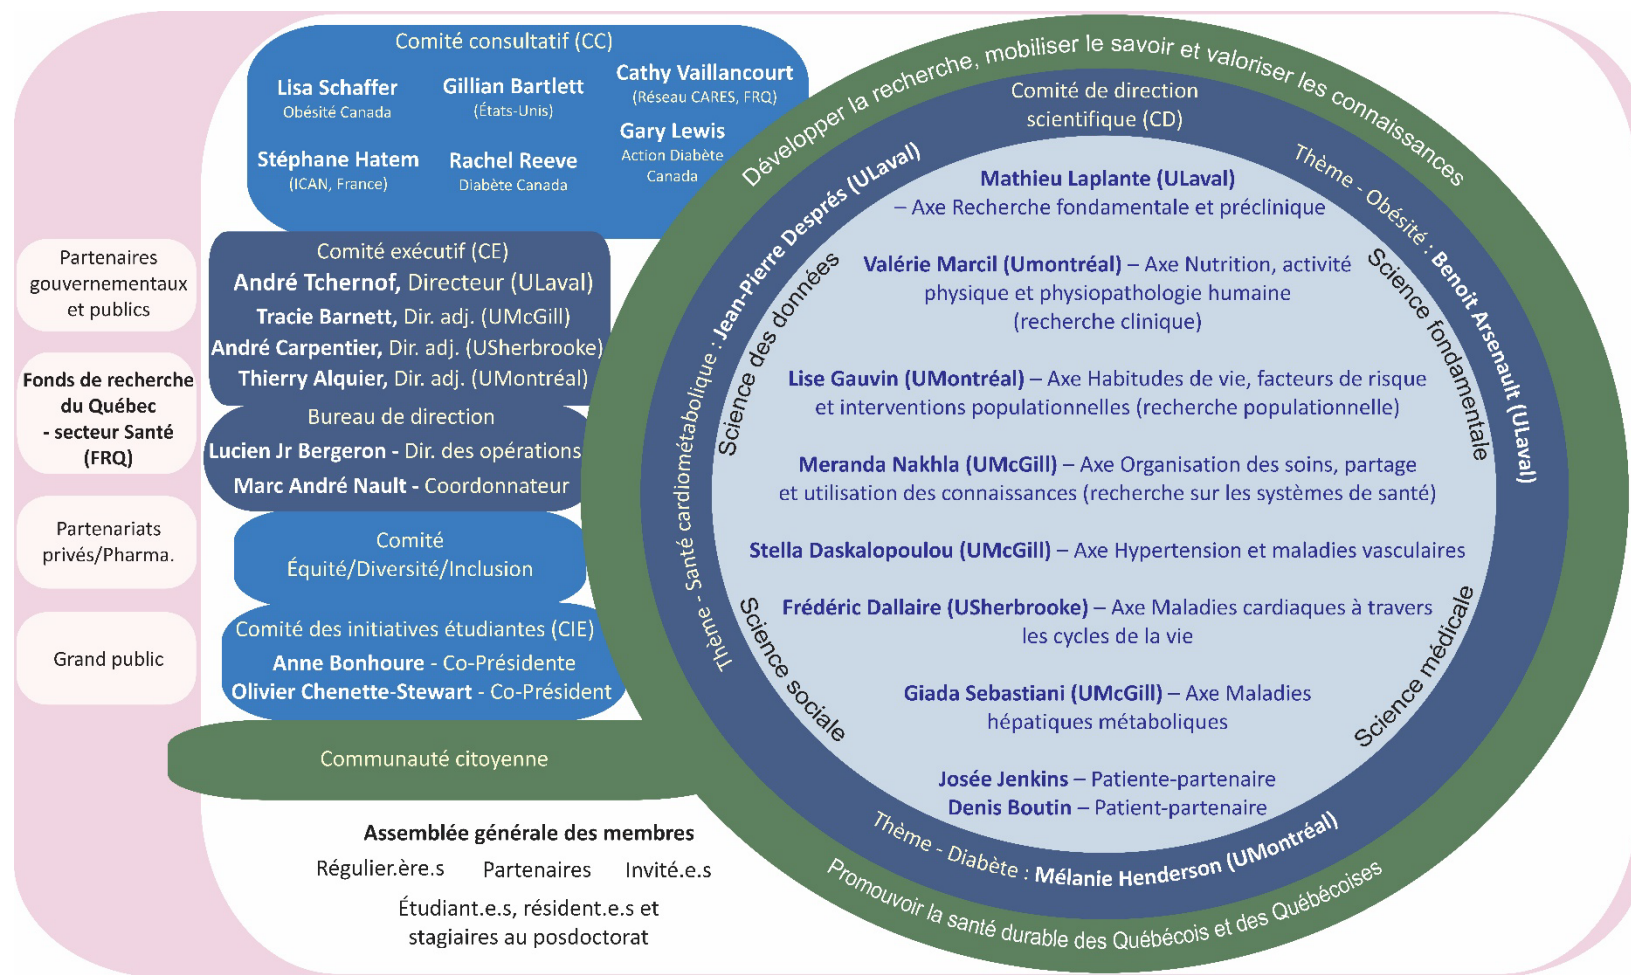 Comité consultatif (CC)
Lisa Schaffer
Obésité Canada
Gillian Bartlett
(États-Unis)
Cathy Vaillancourt
(Réseau CARES, FRQ)
Stéphane Hatem
(ICAN, France)
Rachel Reeve
Diabète Canada
Gary Lewis
Action Diabète
Canada
Partenaires
gouvernementaux
et publics
Fonds de recherche
du Québec
- secteur Santé
(FRQ)
Partenariats
privés/Pharma.
Grand public
Comité exécutif (CE)
André Tchernof, Directeur (ULaval)
Tracie Barnett, Dir. adj. (UMcGill)
André Carpentier, Dir. adj. (USherbrooke)
Thierry Alquier, Dir. adj. (UMontréal)
Bureau de direction
Lucien Jr Bergeron - Dir. des opérations
Marc André Nault - Coordonnateur
Comité
Équité/Diversité/Inclusion
Comité des initiatives étudiantes (CIE)
Anne Bonhoure - Co-Présidente
Olivier Chenette-Stewart - Co-Président
Communauté citoyenne
Assemblée générale des membres
Régulier.ère.s Partenaires Invité.e.s
Étudiant.e.s, résident.e.s et
stagiaires au posdoctorat
Développer la recherche, mobiliser le savoir et valoriser les connaissances
Comité de direction
scientifique (CD)
Thème - Santé cardiométabolique : Jean-Pierre Després (ULaval)
Thème - Obésité : Benoit Arsenault (ULaval)
Science des données
Science fondamentale
Mathieu Laplante (ULaval)
– Axe Recherche fondamentale et préclinique
Valérie Marcil (Umontréal) – Axe Nutrition, activité
physique et physiopathologie humaine
(recherche clinique)
Lise Gauvin (UMontréal) – Axe Habitudes de vie, facteurs de risque
et interventions populationnelles (recherche populationnelle)
Meranda Nakhla (UMcGill) – Axe Organisation des soins, partage
et utilisation des connaissances (recherche sur les systèmes de santé)
Stella Daskalopoulou (UMcGill) – Axe Hypertension et maladies vasculaires
Frédéric Dallaire (USherbrooke) – Axe Maladies cardiaques à travers
les cycles de la vie
Giada Sebastiani (UMcGill) – Axe Maladies
hépatiques métaboliques
Josée Jenkins – Patiente-partenaire
Denis Boutin – Patient-partenaire
Science sociale
Science médicale
Thème - Diabète : Mélanie Henderson (UMontréal)
Promouvoir la santé durable des Québécois et des Québécoises